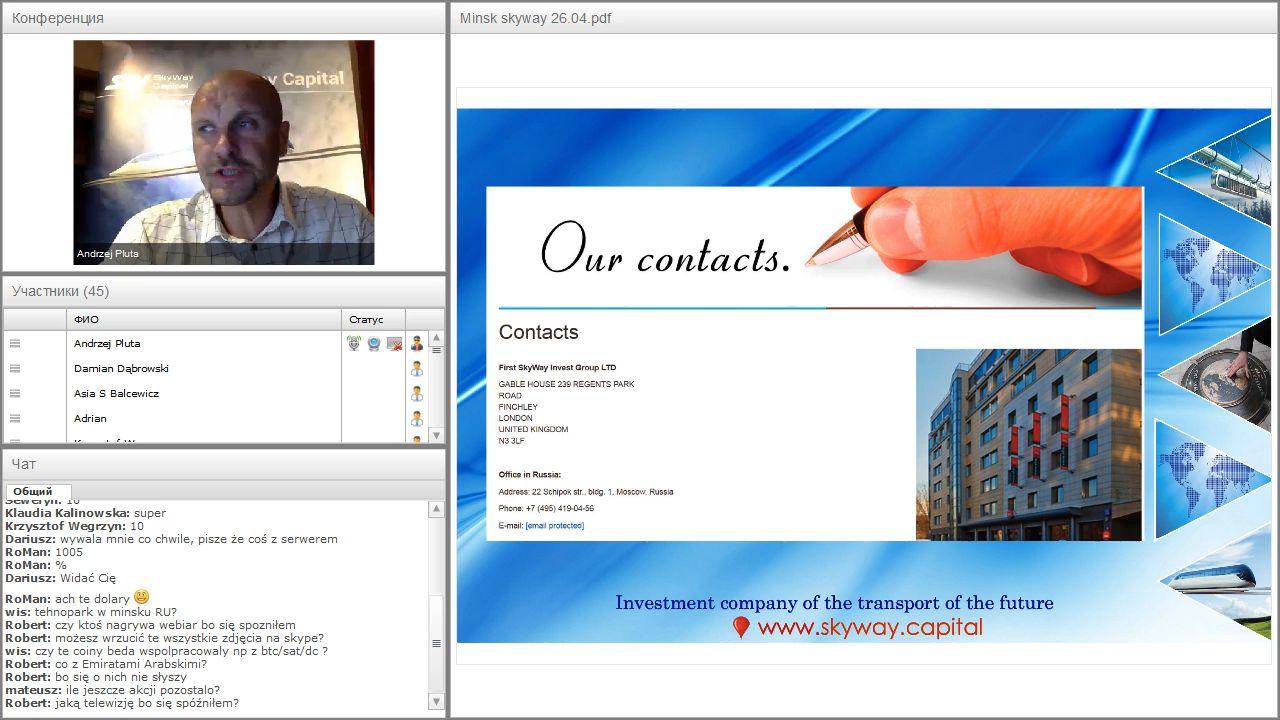 Конференция
SkyWay
Capital
y Capital
Andrzej Pluta
Участники (45)
ФИО
Статус
Andrzej Pluta
Damian Dąbrowski
Asia S Balcewicz
Adrian
Чат
Общий
Seweryn: 10
Klaudia Kalinowska: super
Krzysztof Wegrzyn: 10
Dariusz: wywala mnie co chwile, pisze że coś z serwerem
RoMan: 1005
RoMan: %
Dariusz: Widać Cię
RoMan: ach te dolary
wis: tehnopark w minsku RU?
Robert: czy ktoś nagrywa webiar bo się spozniłem
Robert: możesz wrzucić te wszystkie zdjęcia na skype?
wis: czy te coiny beda wspolpracowaly np z btc/sat/dc ?
Robert: co z Emiratami Arabskimi?
Robert: bo się o nich nie słyszy
mateusz: ile jeszcze akcji pozostalo?
Robert: jaką telewizję bo się spóźniłem?
Minsk skyway 26.04.pdf
Our contacts.
Contacts
First SkyWay Invest Group LTD
GABLE HOUSE 239 REGENTS PARK
ROAD
FINCHLEY
LONDON
UNITED KINGDOM
N3 3LF
Office in Russia:
Address: 22 Schipok str., bldg. 1, Moscow, Russia
Phone: +7 (495) 419-04-56
E-mail: [email protected]
Investment company of the transport of the future
www.skyway.capital